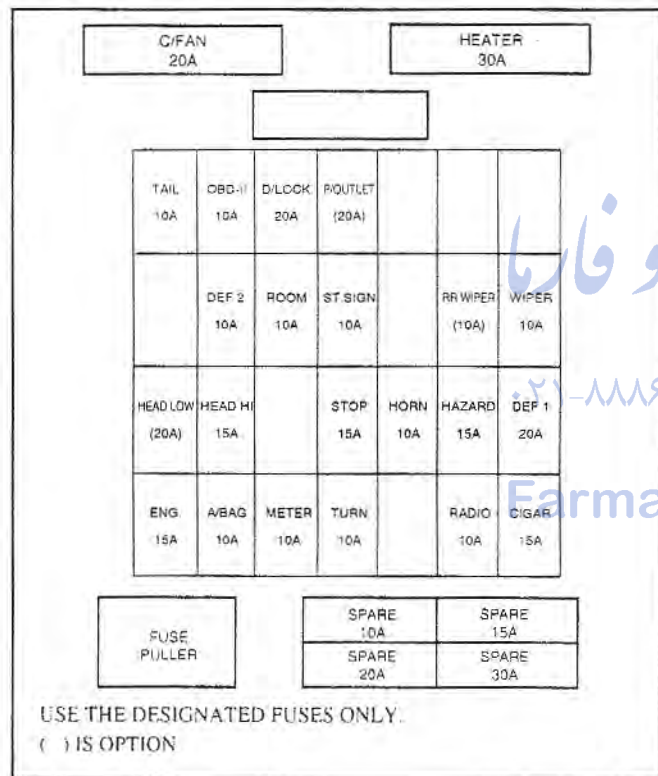 C/FAN HEATER
20A 30A
TAIL OBD-II D/LOCK P/OUTLET
10A 10A 20A (20A)
DEF 2 ROOM ST.SIGN RR WIPER WIPER
10A 10A 10A (10A) 10A
HEAD LOW HEAD HI STOP HORN HAZARD DEF 1
(20A) 15A 15A 10A 15A 20A
ENG. A/BAG METER TURN RADIO CIGAR
15A 10A 10A 10A 10A 15A
FUSE
PULLER
SPARE SPARE
10A 15A
SPARE SPARE
20A 30A
USE THE DESIGNATED FUSES ONLY.
( ) IS OPTION
و فارما
Farma